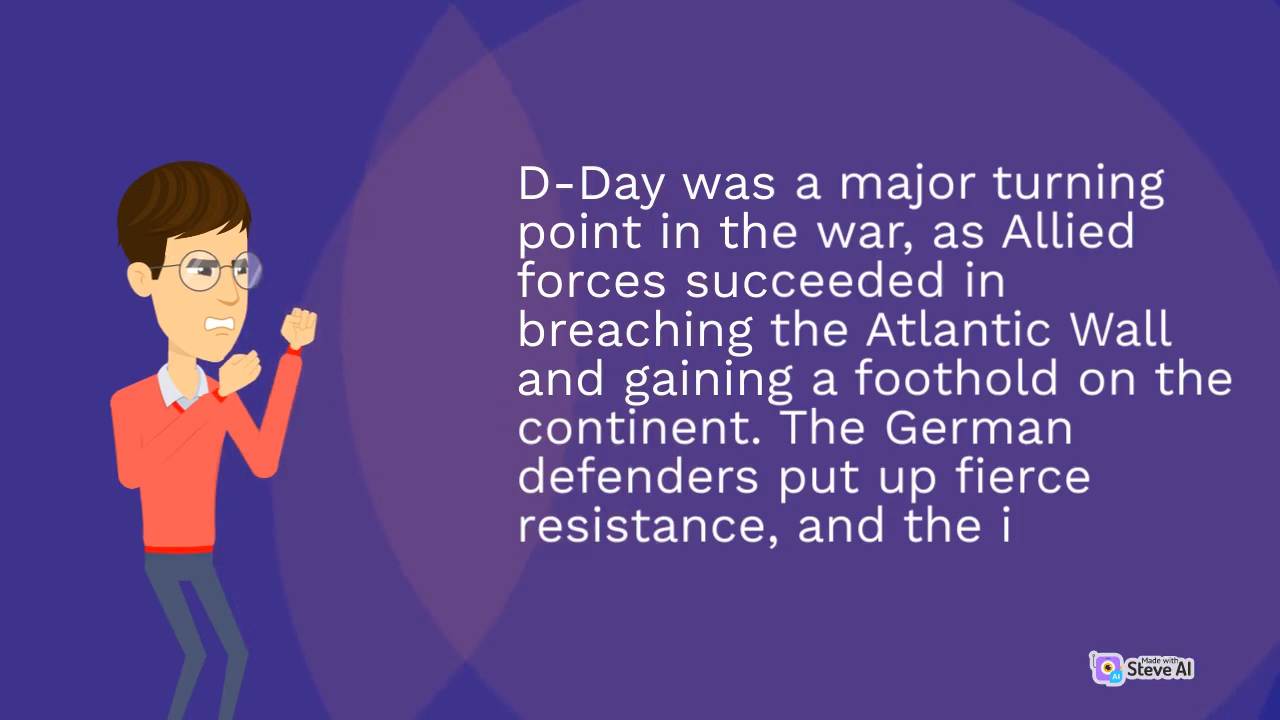 D-Day was a major turning
point in the war, as Allied
forces succeeded in
breaching the Atlantic Wall
and gaining a foothold on the
continent. The German
defenders put up fierce
resistance, and the i
Made with
Steve AI
AI